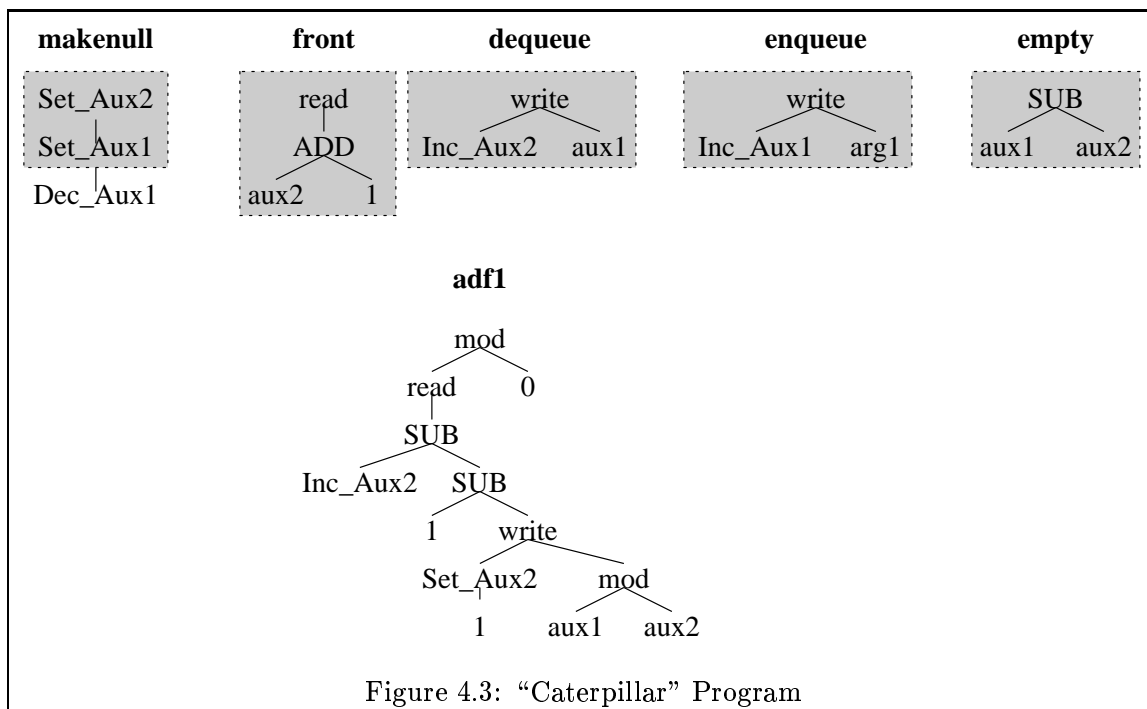 makenull front dequeue enqueue empty
Set_Aux2 read write write SUB
Set_Aux1 ADD Inc_Aux2 aux1 Inc_Aux1 arg1 aux1 aux2
Dec_Aux1 aux2 1
adf1
mod
read 0
SUB
Inc_Aux2 SUB
1 write
Set_Aux2 mod
1 aux1 aux2
Figure 4.3: “Caterpillar” Program